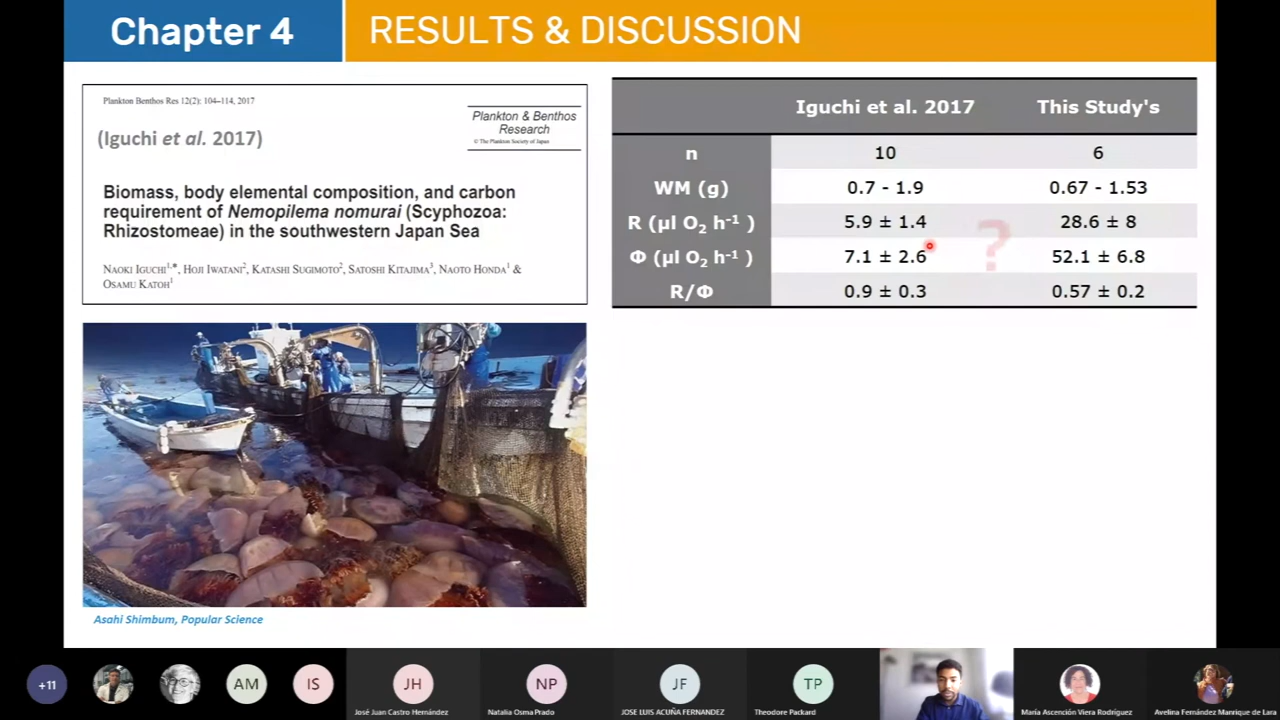 Chapter 4
RESULTS & DISCUSSION
Plankton Benthos Res 12(2): 104–114, 2017
(Iguchi et al. 2017)
Plankton & Benthos
Research
© The Plankton Society of Japan
Biomass, body elemental composition, and carbon
requirement of Nemopilema nomurai (Scyphozoa:
Rhizostomeae) in the southwestern Japan Sea
NAOKI IGUCHI1,*, HOJI IWATANI2, KATASHI SUGIMOTO2, SATOSHI KITAJIMA3, NAOTO HONDA1 &
OSAMU KATOH1
Iguchi et al. 2017 This Study's
n 10 6
WM (g) 0.7 - 1.9 0.67 - 1.53
R (µl O2 h-1 ) 5.9 ± 1.4 28.6 ± 8
Φ (µl O2 h-1 ) 7.1 ± 2.6 52.1 ± 6.8
R/Φ 0.9 ± 0.3 0.57 ± 0.2
?
Asahi Shimbum, Popular Science
+11
AM
IS
JH
NP
JF
TP
José Juan Castro Hernández
Natalia Osma Prado
JOSE LUIS ACUÑA FERNANDEZ
Theodore Packard
María Ascención Viera Rodríguez
Avelina Fernández Manrique de Lara